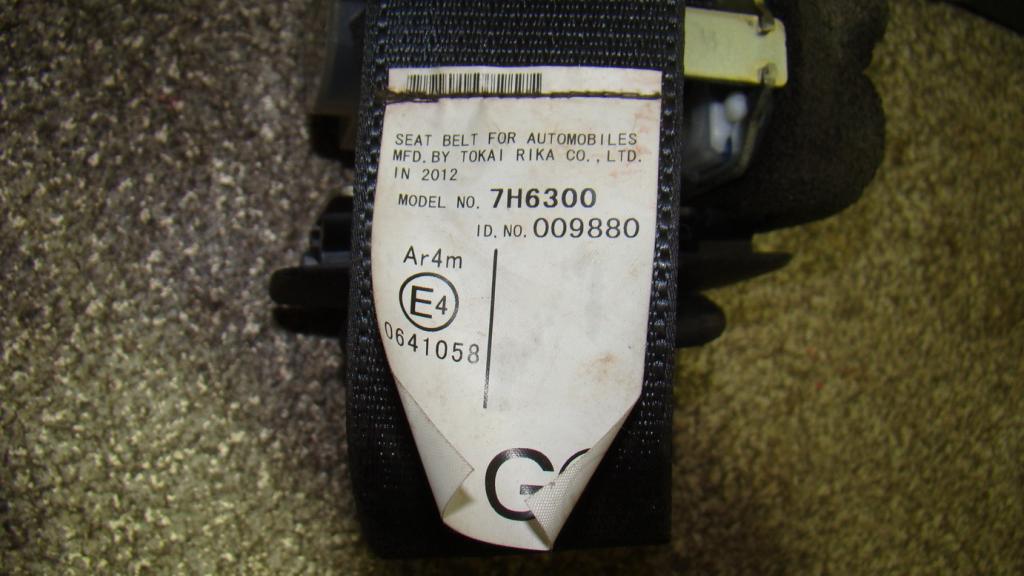 SEAT BELT FOR AUTOMOBILES
MFD. BY TOKAI RIKA CO., LTD.
IN 2012
MODEL NO. 7H6300
ID. NO. 009880
Ar4m
E4
0641058